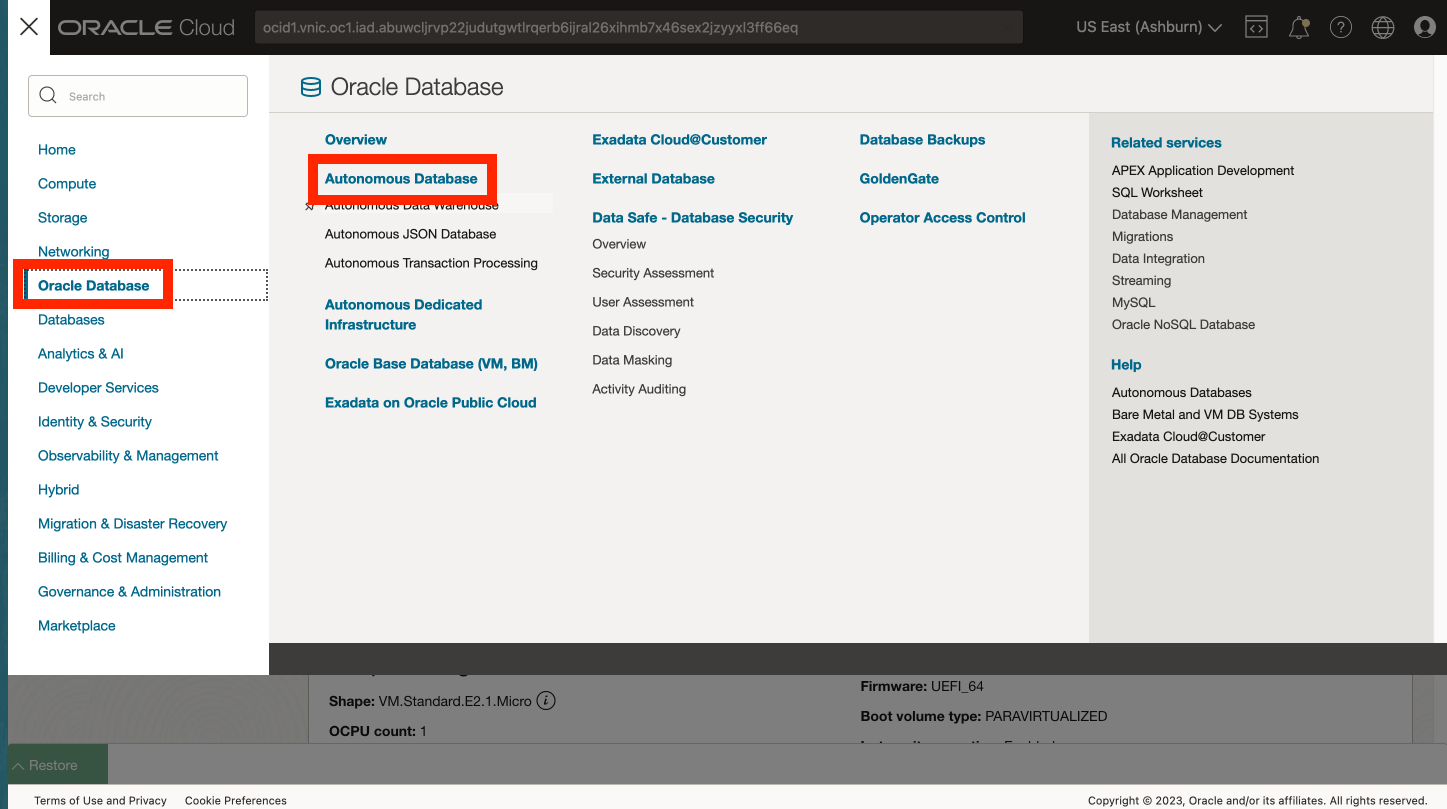 ORACLE Cloud
ocid1.vnic.oc1.iad.abuwcljrvp22judutgwtlrqerb6ijral26xihmb7x46sex2jzyyxl3ff66eq
US East (Ashburn)
Search
Home
Compute
Storage
Networking
Oracle Database
Databases
Analytics & AI
Developer Services
Identity & Security
Observability & Management
Hybrid
Migration & Disaster Recovery
Billing & Cost Management
Governance & Administration
Marketplace
Oracle Database
Overview
Autonomous Database
Autonomous Data Warehouse
Autonomous JSON Database
Autonomous Transaction Processing
Autonomous Dedicated
Infrastructure
Oracle Base Database (VM, BM)
Exadata on Oracle Public Cloud
Exadata Cloud@Customer
External Database
Data Safe - Database Security
Overview
Security Assessment
User Assessment
Data Discovery
Data Masking
Activity Auditing
Database Backups
GoldenGate
Operator Access Control
Related services
APEX Application Development
SQL Worksheet
Database Management
Migrations
Data Integration
Streaming
MySQL
Oracle NoSQL Database
Help
Autonomous Databases
Bare Metal and VM DB Systems
Exadata Cloud@Customer
All Oracle Database Documentation
Shape: VM.Standard.E2.1.Micro
OCPU count: 1
Firmware: UEFI_64
Boot volume type: PARAVIRTUALIZED
Restore
Terms of Use and Privacy
Cookie Preferences
Copyright © 2023, Oracle and/or its affiliates. All rights reserved.